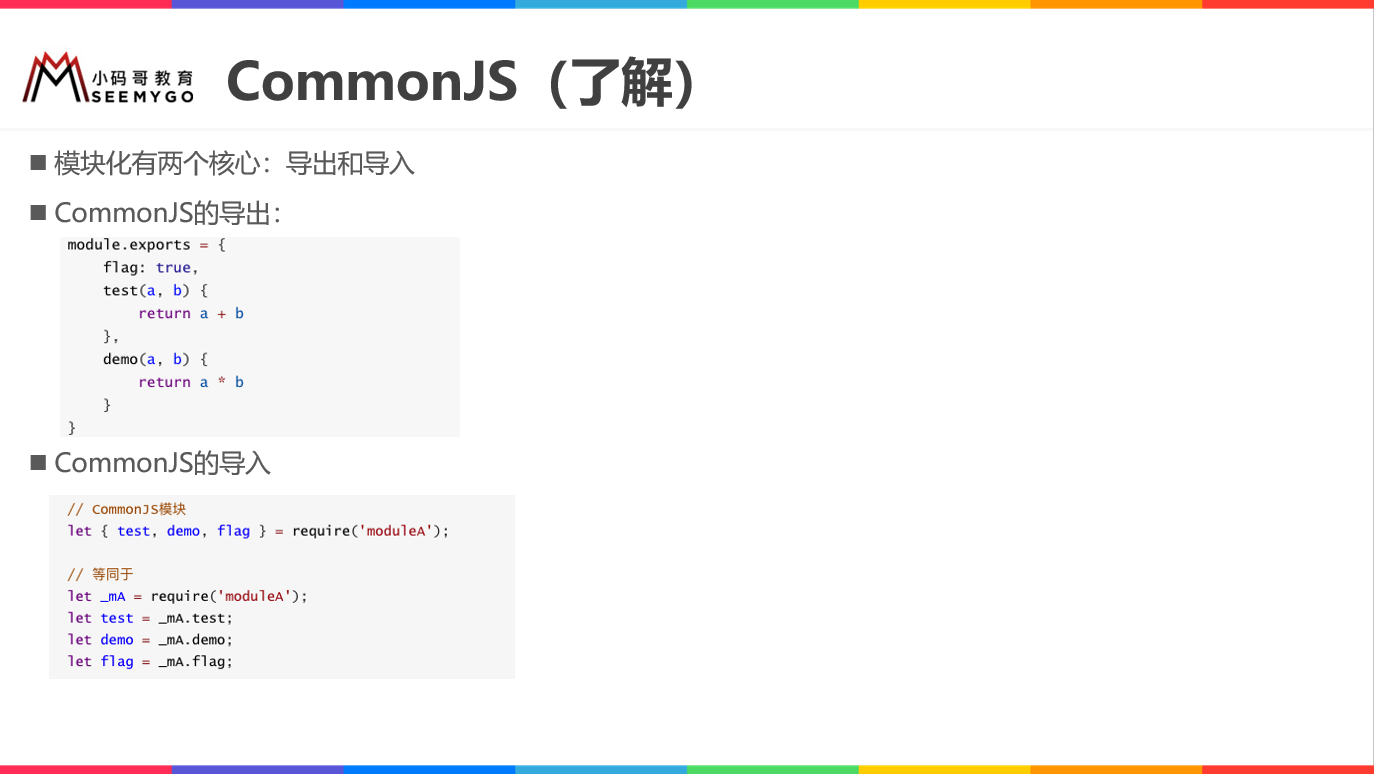 小码哥教育
SEEMYGO
CommonJS（了解）
模块化有两个核心：导出和导入
CommonJS的导出：
module.exports = {
    flag: true,
    test(a, b) {
        return a + b
    },
    demo(a, b) {
        return a * b
    }
}
CommonJS的导入
// CommonJS模块
let { test, demo, flag } = require('moduleA');
// 等同于
let _mA = require('moduleA');
let test = _mA.test;
let demo = _mA.demo;
let flag = _mA.flag;